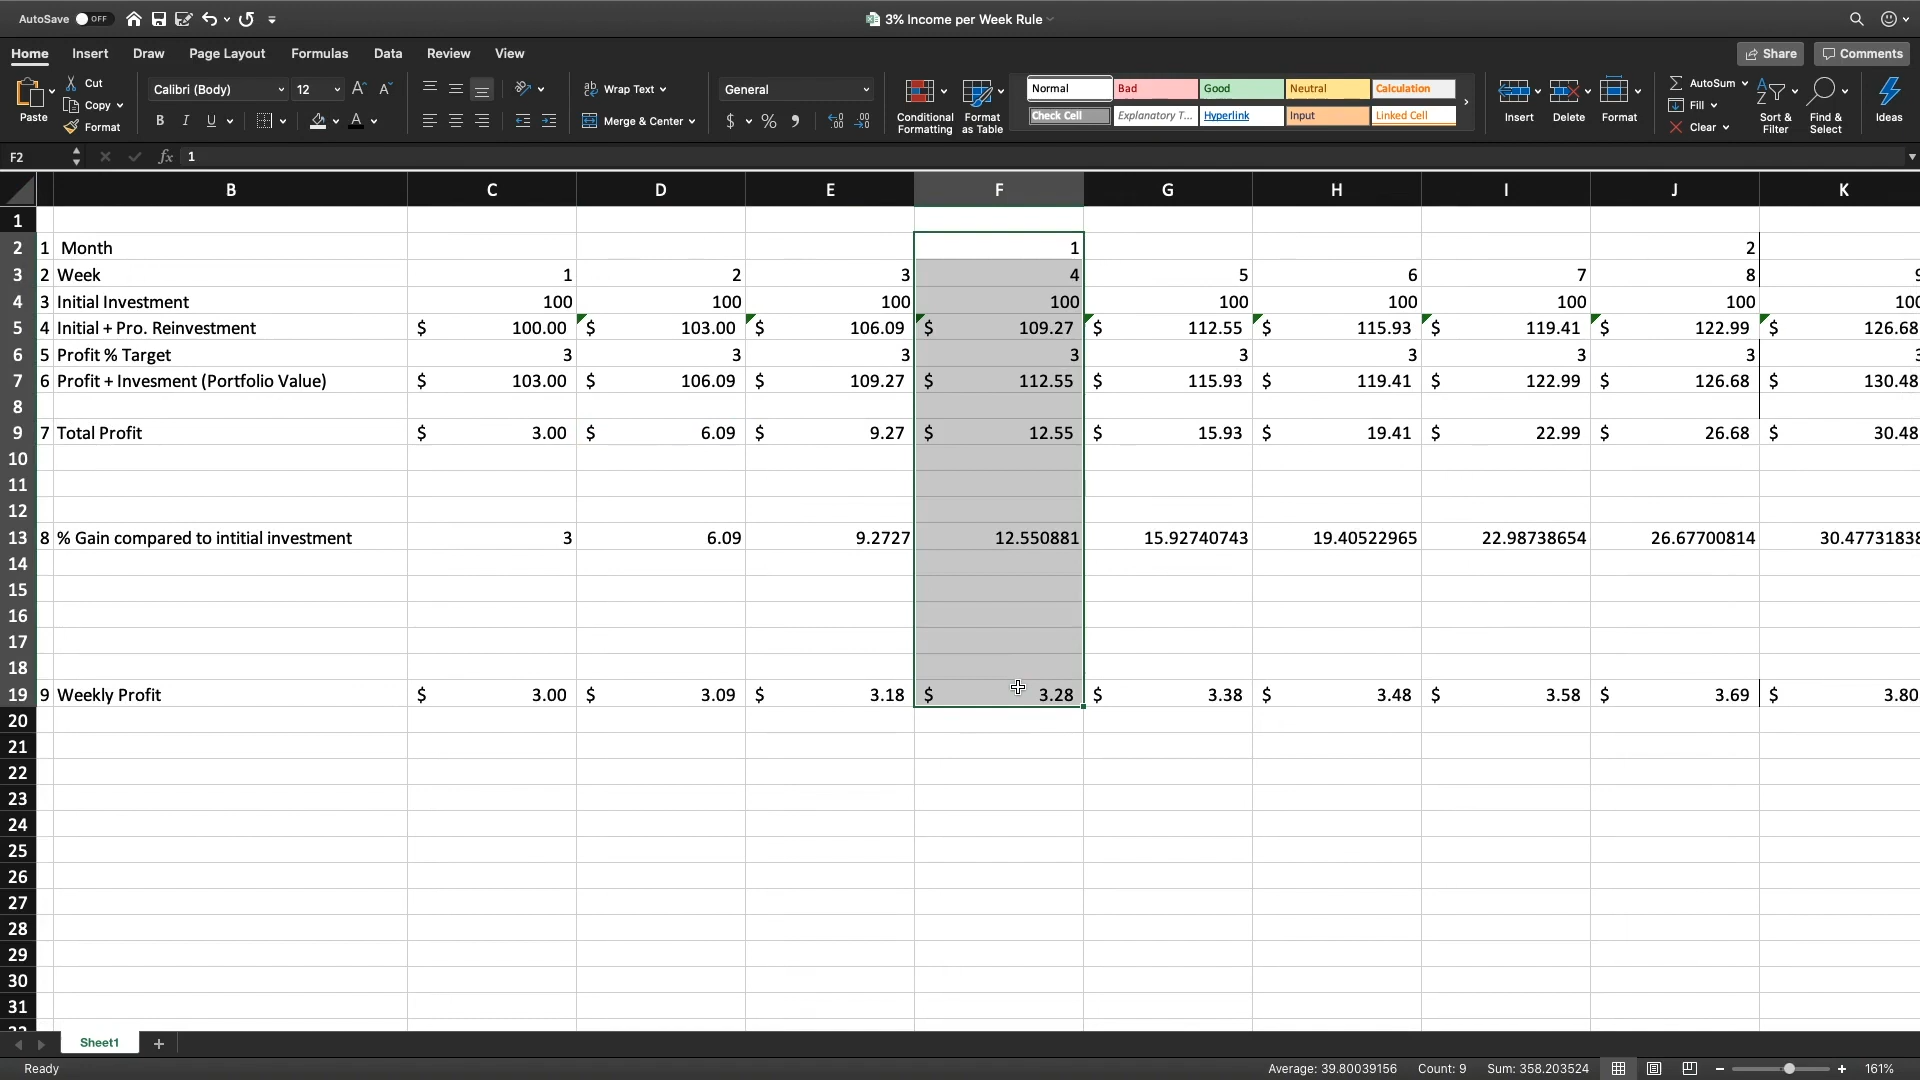 AutoSave OFF 3% Income per Week Rule
Home Insert Draw Page Layout Formulas Data Review View Share Comments
Paste Cut Copy Format
Calibri (Body) 12 A A
B I U A
Wrap Text
Merge & Center
General
$ % 9
Conditional Formatting
Format as Table
Normal Bad Good Neutral Calculation
Check Cell Explanatory T... Hyperlink Input Linked Cell
Insert Delete Format
AutoSum
Fill
Clear
Sort & Filter
Find & Select
Ideas
F2 fx 1
B C D E F G H I J K
1
2 1 Month 1 2
3 2 Week 1 2 3 4 5 6 7 8 9
4 3 Initial Investment 100 100 100 100 100 100 100 100 100
5 4 Initial + Pro. Reinvestment $ 100.00 $ 103.00 $ 106.09 $ 109.27 $ 112.55 $ 115.93 $ 119.41 $ 122.99 $ 126.68
6 5 Profit % Target 3 3 3 3 3 3 3 3 3
7 6 Profit + Invesment (Portfolio Value) $ 103.00 $ 106.09 $ 109.27 $ 112.55 $ 115.93 $ 119.41 $ 122.99 $ 126.68 $ 130.48
8
9 7 Total Profit $ 3.00 $ 6.09 $ 9.27 $ 12.55 $ 15.93 $ 19.41 $ 22.99 $ 26.68 $ 30.48
10
11
12
13 8 % Gain compared to intitial investment 3 6.09 9.2727 12.550881 15.92740743 19.40522965 22.98738654 26.67700814 30.47731838
14
15
16
17
18
19 9 Weekly Profit $ 3.00 $ 3.09 $ 3.18 $ 3.28 $ 3.38 $ 3.48 $ 3.58 $ 3.69 $ 3.80
20
21
22
23
24
25
26
27
28
29
30
31
Sheet1 +
Ready Average: 39.80039156 Count: 9 Sum: 358.203524 161%